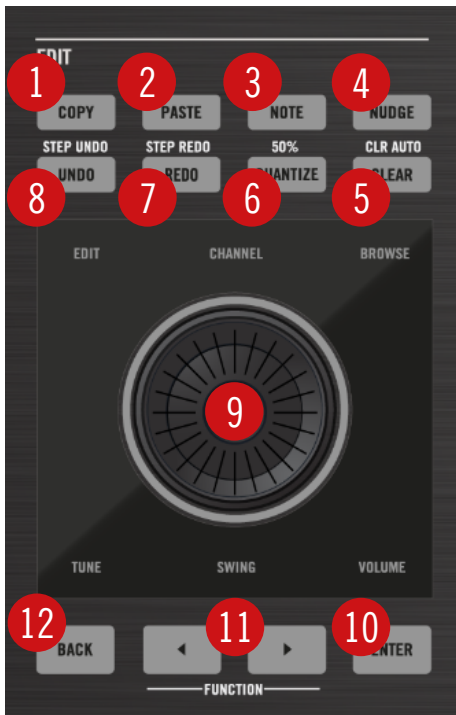 EDIT
1 2 3 4
COPY PASTE NOTE NUDGE
STEP UNDO STEP REDO 50% CLR AUTO
UNDO REDO QUANTIZE CLEAR
8 7 6 5
EDIT CHANNEL BROWSE
9
TUNE SWING VOLUME
12 11 10
BACK ENTER
FUNCTION